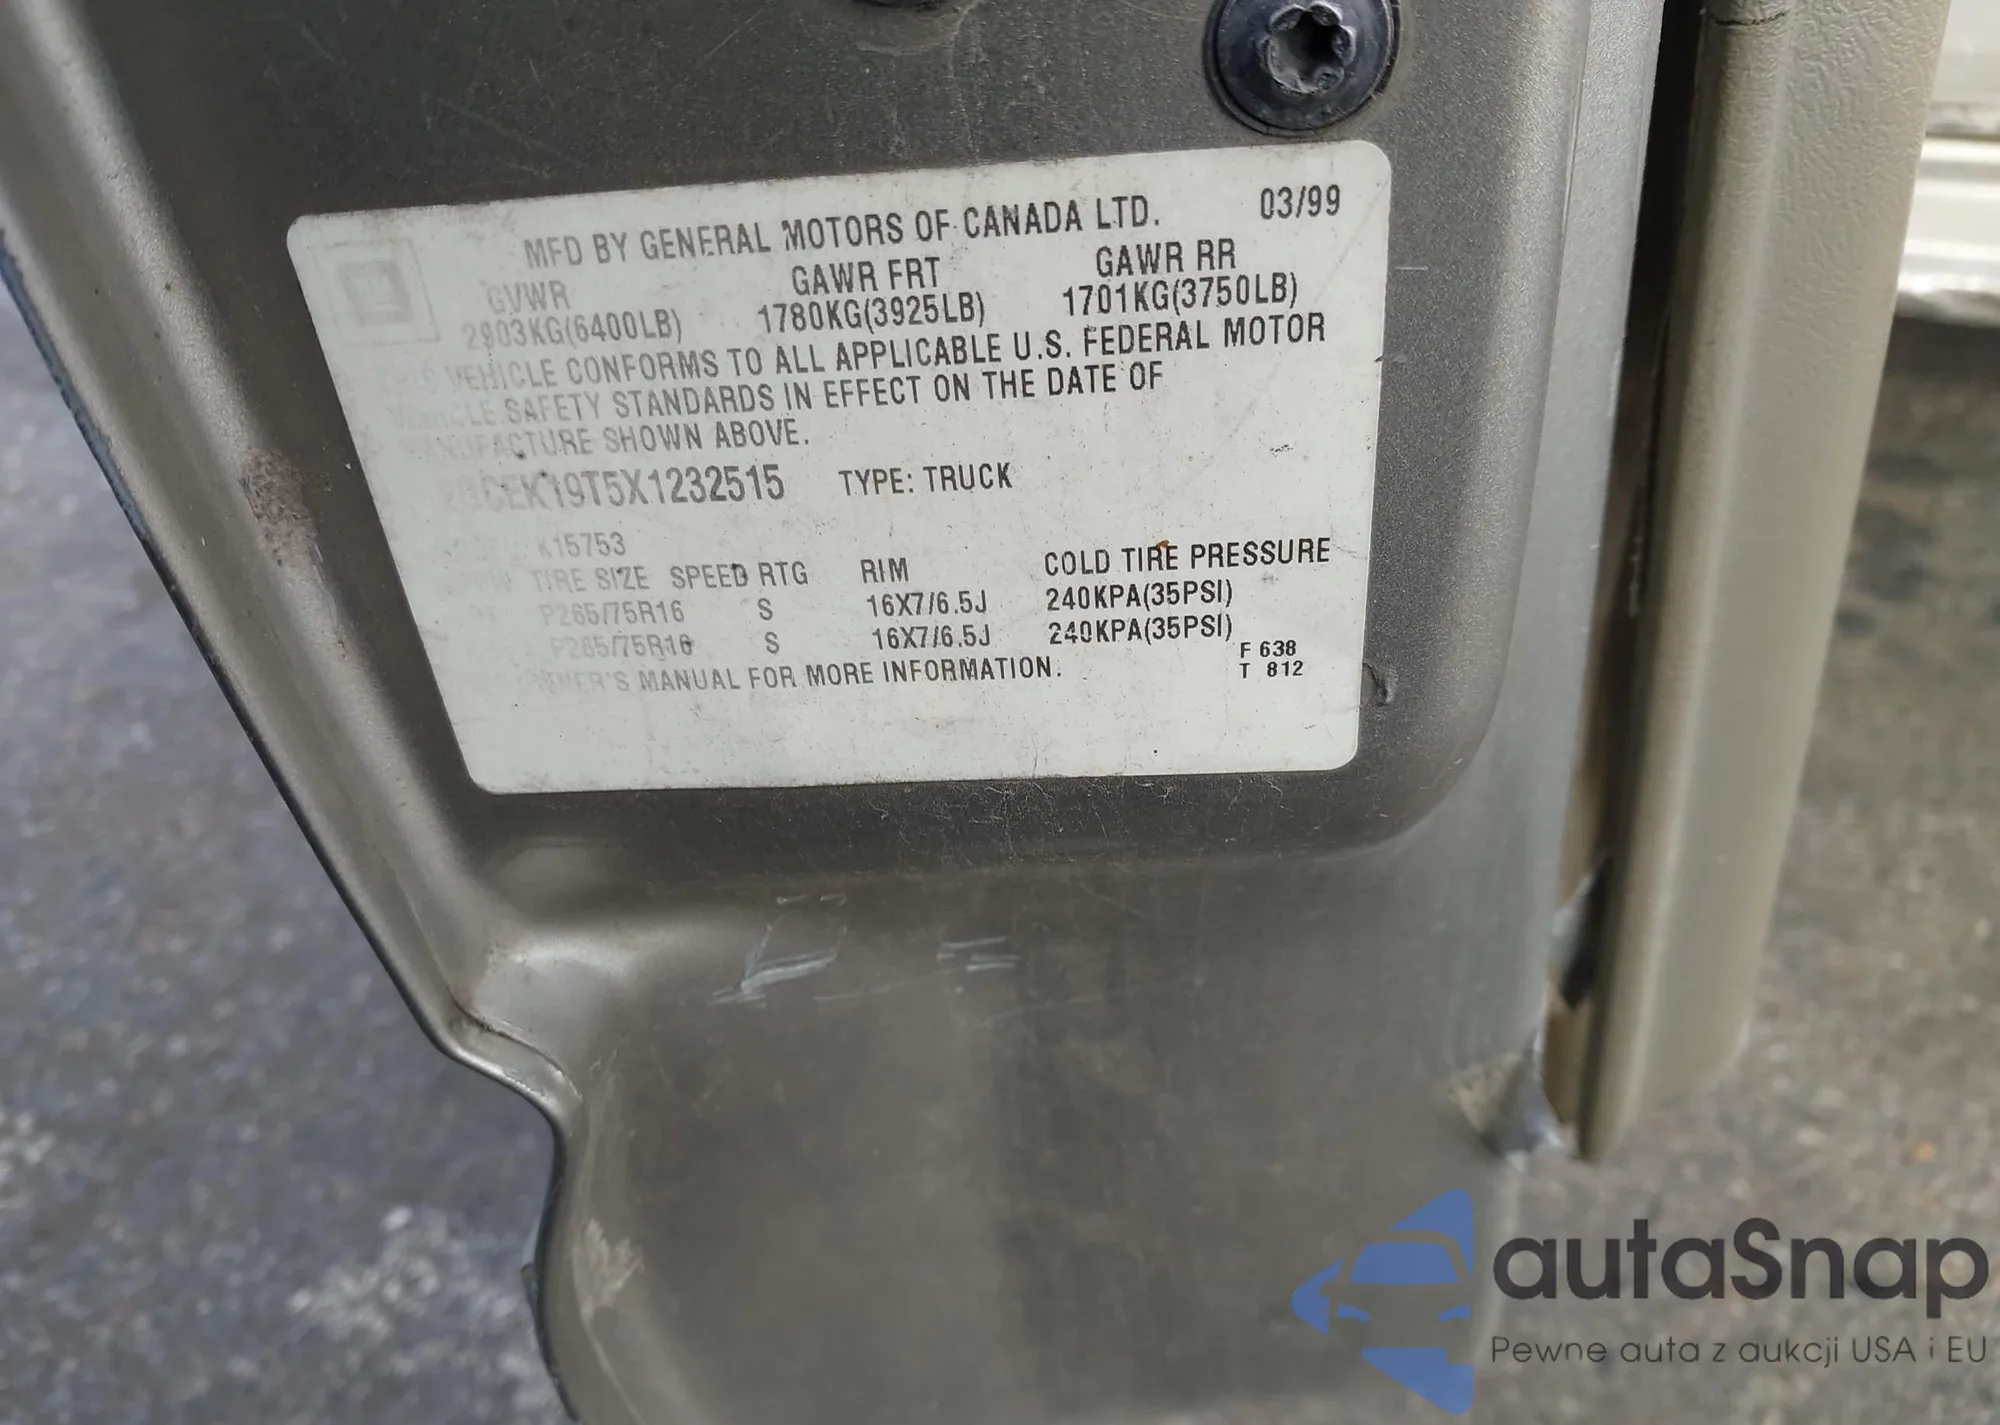 MFD BY GENERAL MOTORS OF CANADA LTD. 03/99
GVWR GAWR FRT GAWR RR
2903KG(6400LB) 1780KG(3925LB) 1701KG(3750LB)
VEHICLE CONFORMS TO ALL APPLICABLE U.S. FEDERAL MOTOR
VEHICLE SAFETY STANDARDS IN EFFECT ON THE DATE OF
MANUFACTURE SHOWN ABOVE.
2GCEK19T5X1232515 TYPE: TRUCK
K15753
TIRE SIZE SPEED RTG RIM COLD TIRE PRESSURE
P265/75R16 S 16X7/6.5J 240KPA(35PSI)
P265/75R16 S 16X7/6.5J 240KPA(35PSI)
OWNER'S MANUAL FOR MORE INFORMATION.
F 638
T 812
autaSnap
Pewne auta z aukcji USA i EU